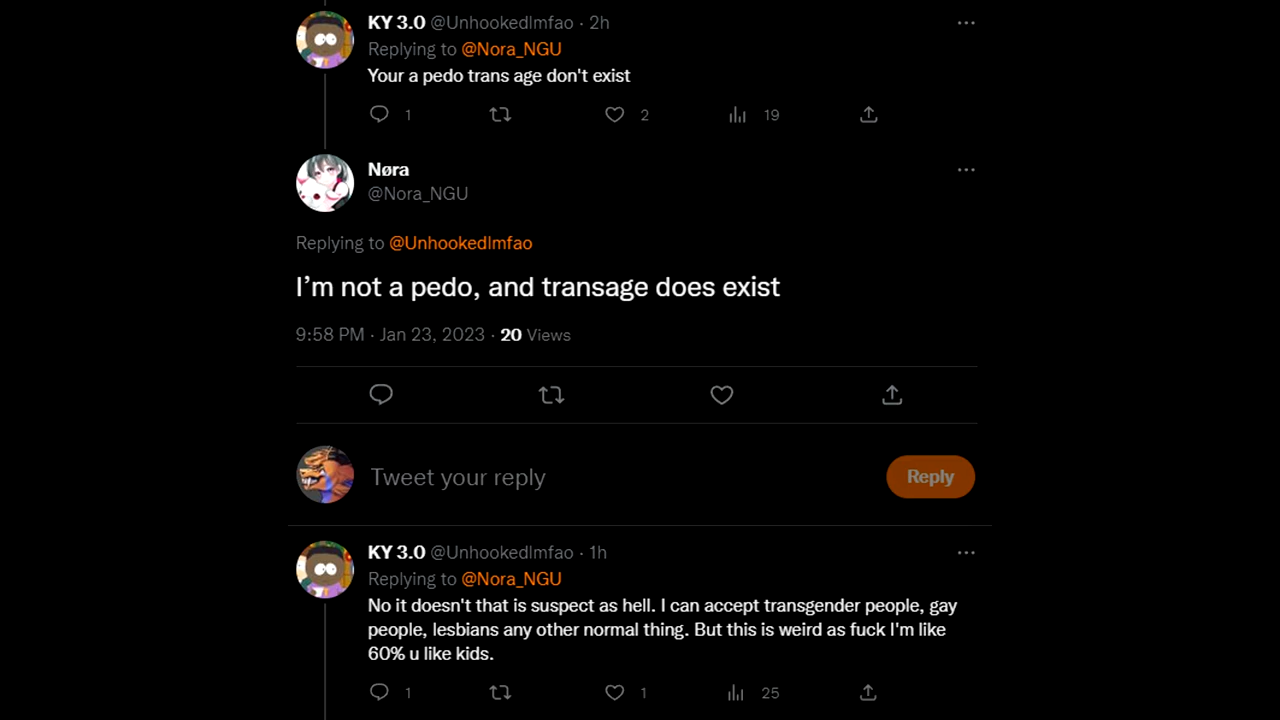 KY 3.0 @Unhookedlmfao · 2h
Replying to @Nora_NGU
Your a pedo trans age don't exist
1 2 19
Nøra
@Nora_NGU
Replying to @Unhookedlmfao
I’m not a pedo, and transage does exist
9:58 PM · Jan 23, 2023 · 20 Views
Tweet your reply
Reply
KY 3.0 @Unhookedlmfao · 1h
Replying to @Nora_NGU
No it doesn't that is suspect as hell. I can accept transgender people, gay
people, lesbians any other normal thing. But this is weird as fuck I'm like
60% u like kids.
1 1 25